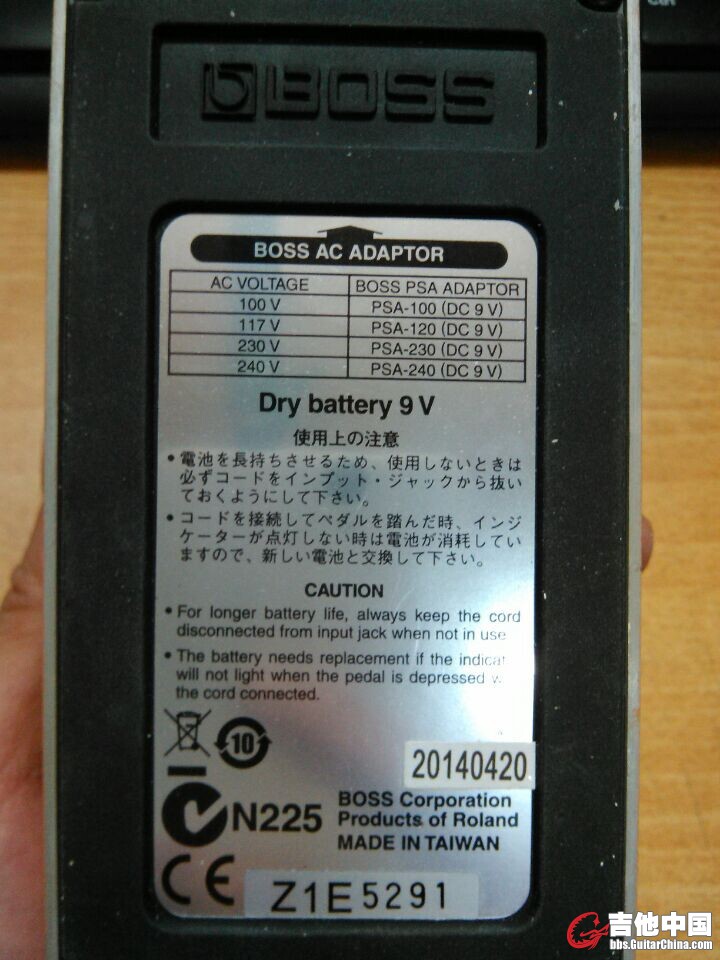 BOSS
BOSS AC ADAPTOR
AC VOLTAGE BOSS PSA ADAPTOR
100 V PSA-100 (DC 9 V)
117 V PSA-120 (DC 9 V)
230 V PSA-230 (DC 9 V)
240 V PSA-240 (DC 9 V)
Dry battery 9 V
使用上の注意
• 電池を長持ちさせるため、使用しないときは
必ずコードをインプット・ジャックから抜い
ておくようにして下さい。
• コードを接続してペダルを踏んだ時、インジ
ケーターが点灯しない時は電池が消耗してい
ますので、新しい電池と交換して下さい。
CAUTION
• For longer battery life, always keep the cord
disconnected from input jack when not in use
• The battery needs replacement if the indicat
will not light when the pedal is depressed
the cord connected.
10
20140420
N225
BOSS Corporation
Products of Roland
MADE IN TAIWAN
CE
Z1E5291
吉他中国
bbs.GuitarChina.com